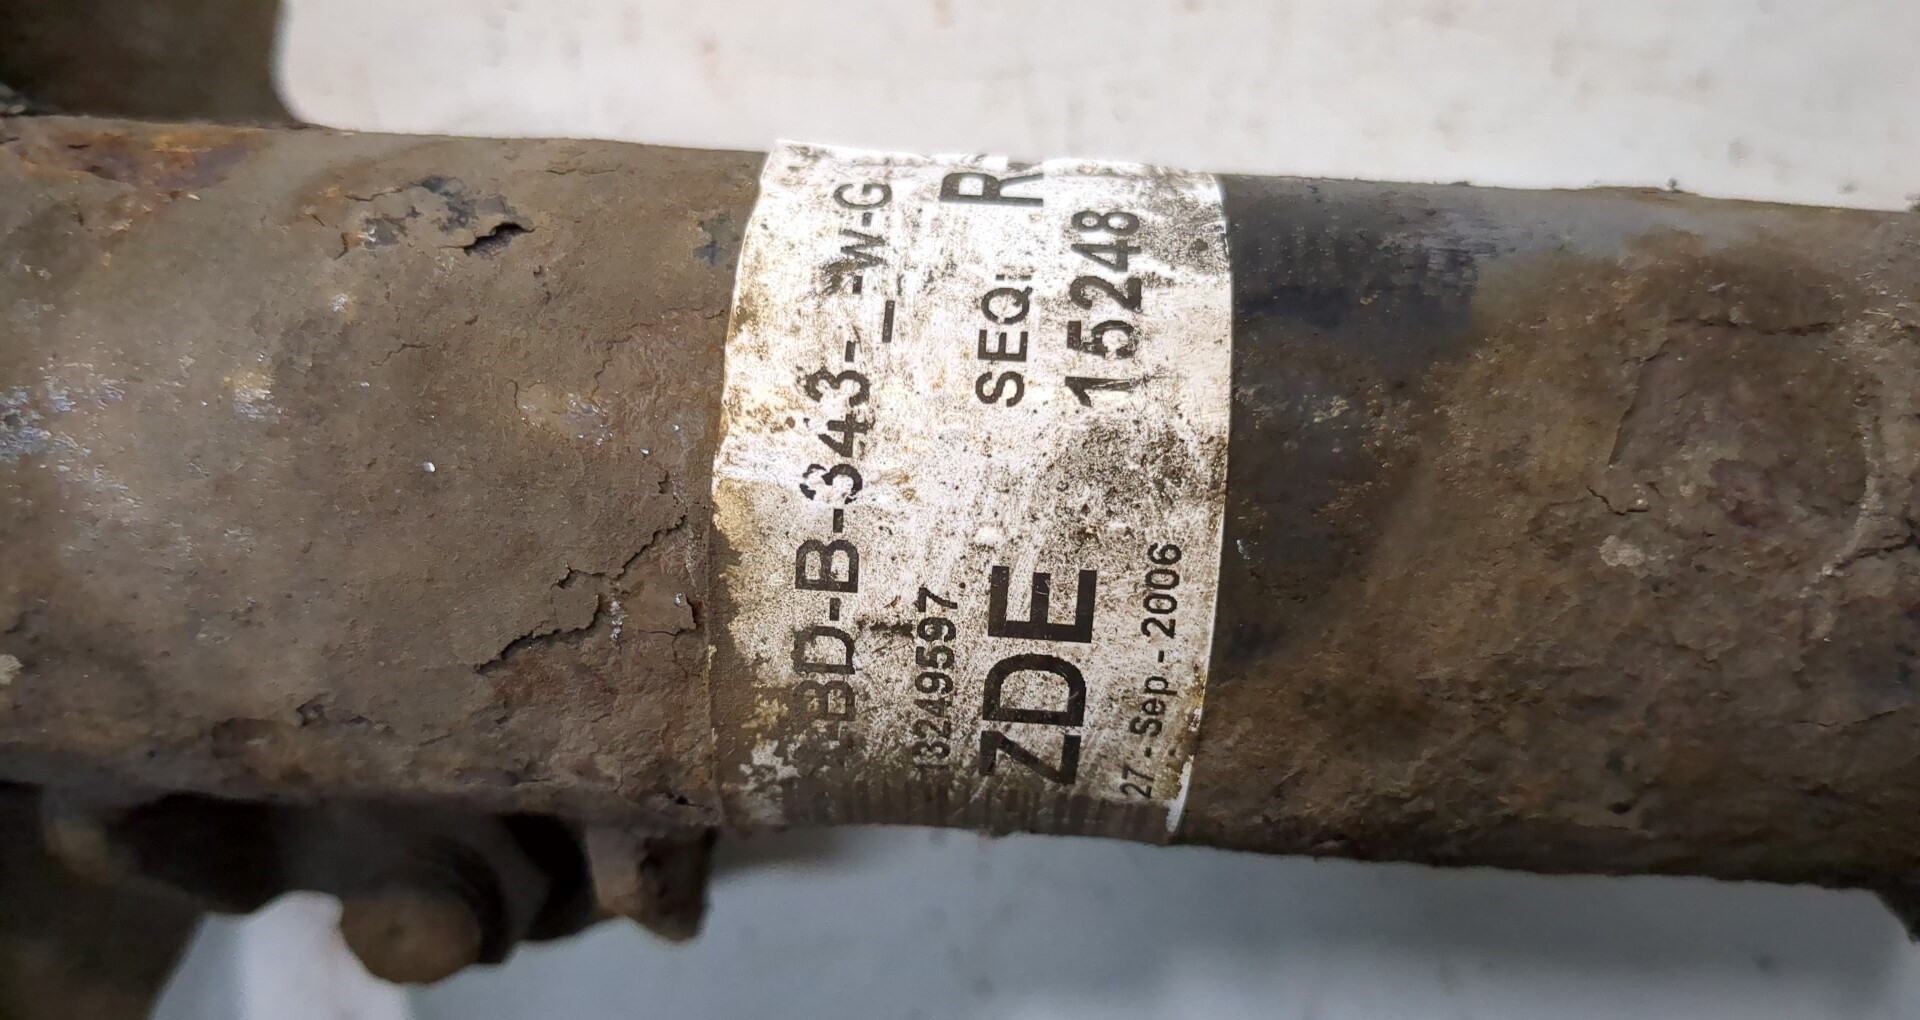 BD-B-343-_-W-G
13249597
SEQ: R
ZDE 15248
27-Sep-2006